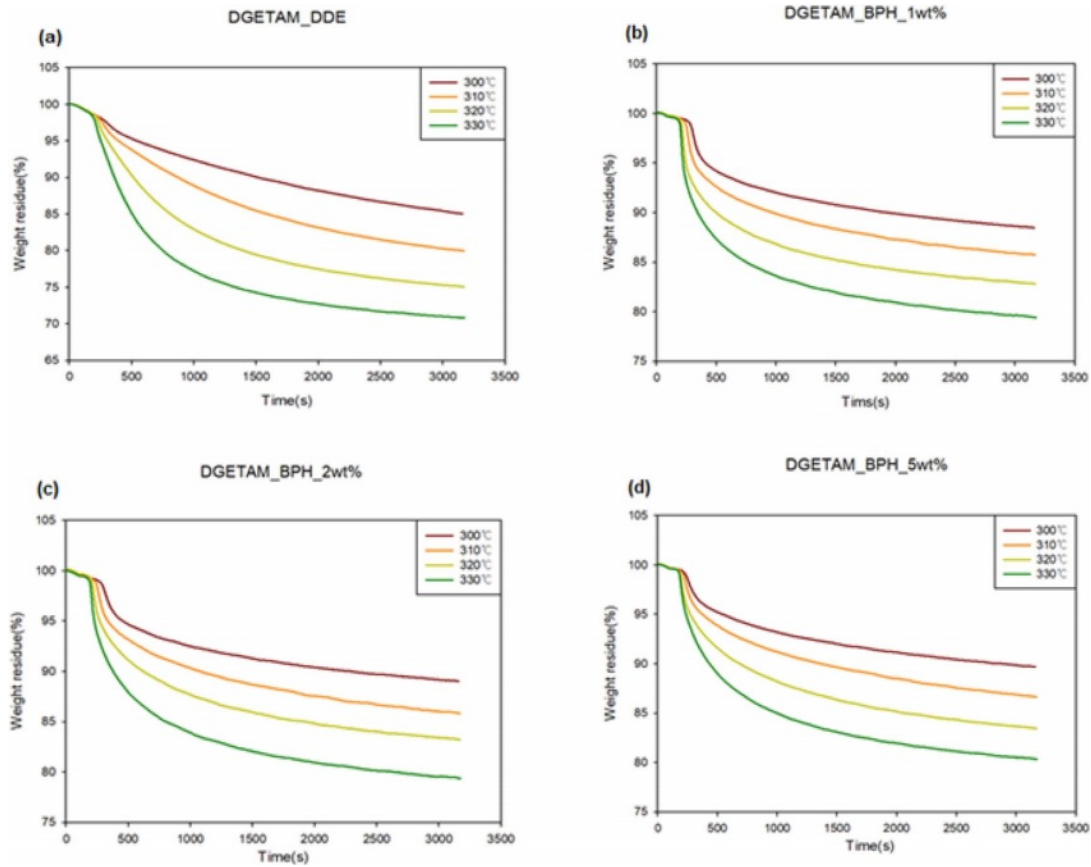 DGETAM_DDE
(a)
105
100
95
90
85
80
75
70
65
Weight residue(%)
0 500 1000 1500 2000 2500 3000 3500
Time(s)
300℃
310℃
320℃
330℃
DGETAM_BPH_1wt%
(b)
105
100
95
90
85
80
75
Weight residue(%)
0 500 1000 1500 2000 2500 3000 3500
Tims(s)
300℃
310℃
320℃
330℃
DGETAM_BPH_2wt%
(c)
105
100
95
90
85
80
75
Weight residue(%)
0 500 1000 1500 2000 2500 3000 3500
Time(s)
300℃
310℃
320℃
330℃
DGETAM_BPH_5wt%
(d)
105
100
95
90
85
80
75
Weight residue(%)
0 500 1000 1500 2000 2500 3000 3500
Time(s)
300℃
310℃
320℃
330℃